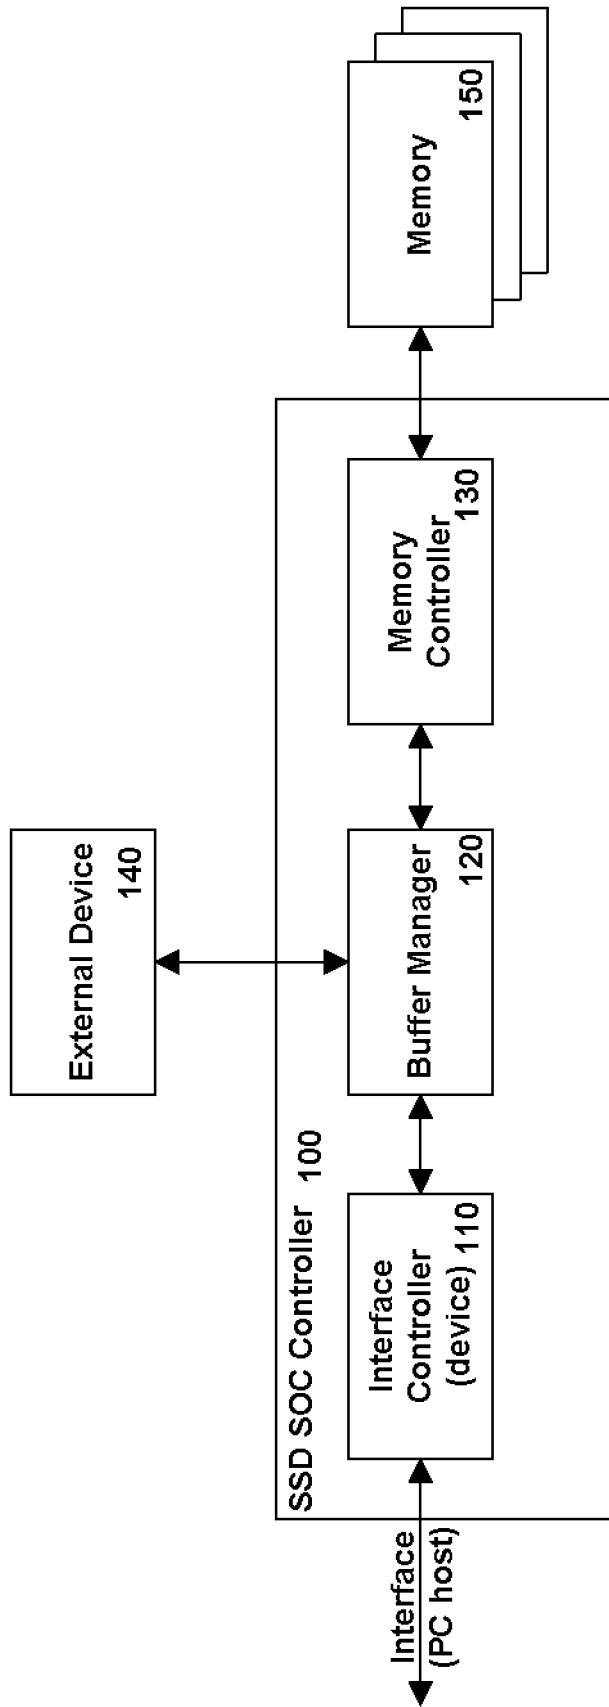 External Device
140
SSD SOC Controller 100
Interface
(PC host)
Interface
Controller
(device) 110
Buffer Manager
120
Memory
Controller
130
Memory
150